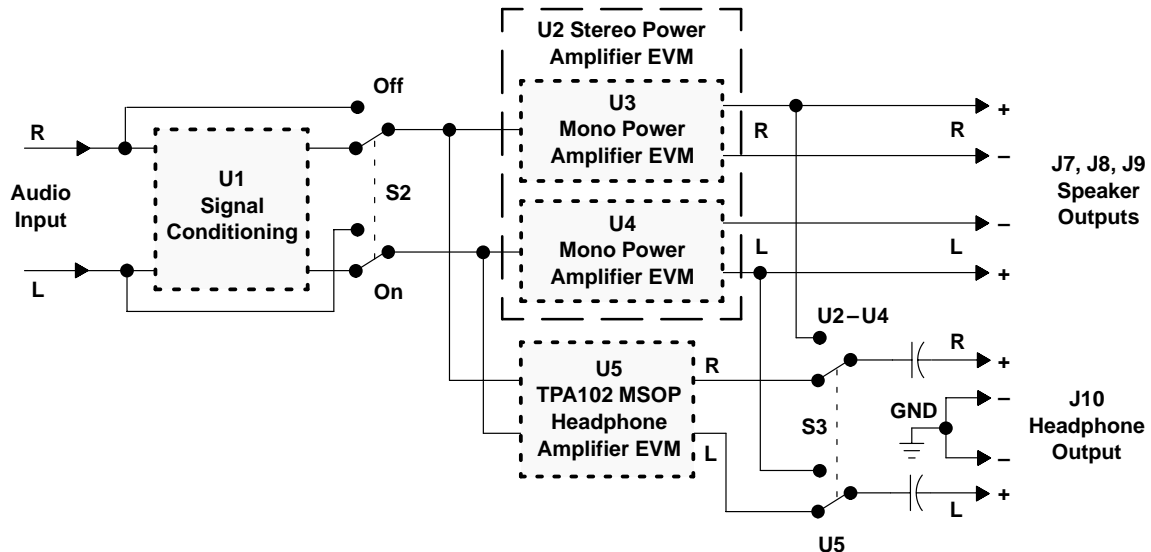 U2 Stereo Power
Amplifier EVM
Off
U3
Mono Power
Amplifier EVM
R
R
+
–
R
Audio
Input
L
U1
Signal
Conditioning
S2
On
U4
Mono Power
Amplifier EVM
L
L
–
+
J7, J8, J9
Speaker
Outputs
U2–U4
U5
TPA102 MSOP
Headphone
Amplifier EVM
R
L
S3
R
+
GND
–
–
L
+
J10
Headphone
Output
U5